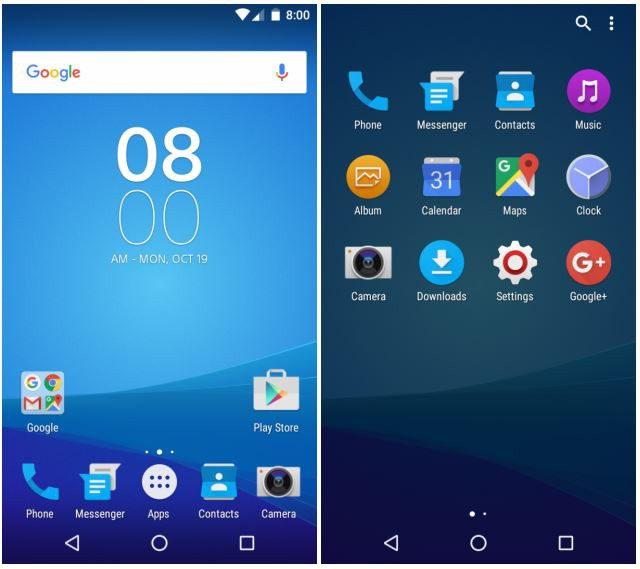 8:00
Google
08
00
AM - MON, OCT 19
Google
Play Store
Phone Messenger Apps Contacts Camera
Phone Messenger Contacts Music
31
G
Album Calendar Maps Clock
G+
Camera Downloads Settings Google+